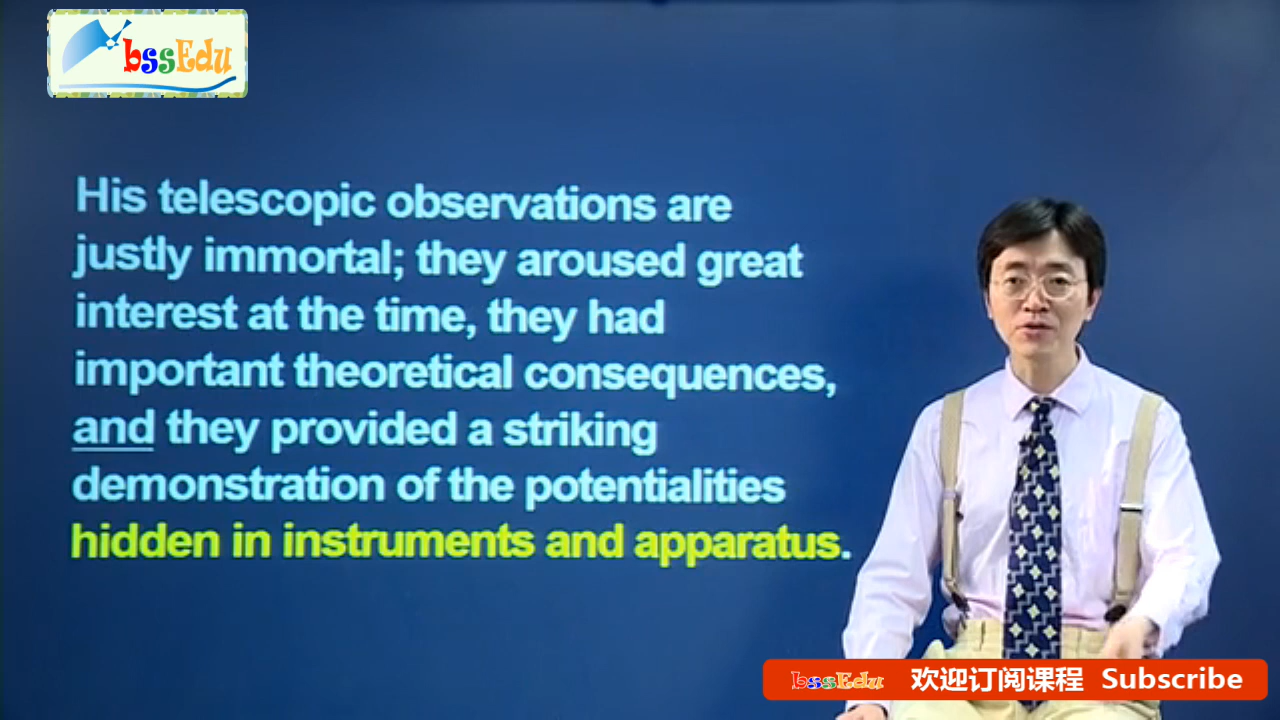 bssEdu
His telescopic observations are
justly immortal; they aroused great
interest at the time, they had
important theoretical consequences,
and they provided a striking
demonstration of the potentialities
hidden in instruments and apparatus.
bssEdu 欢迎订阅课程 Subscribe